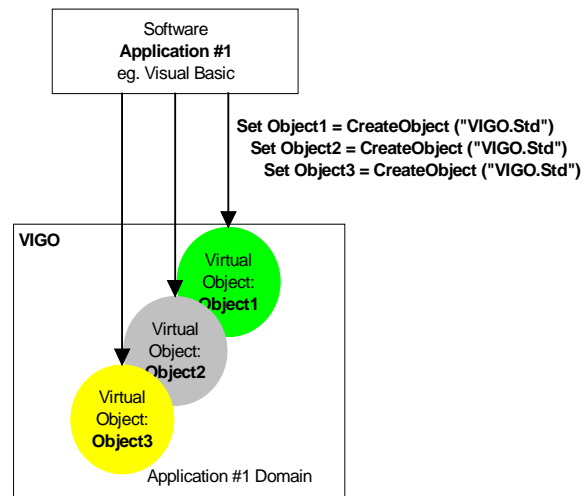 Software
Application #1
eg. Visual Basic
Set Object1 = CreateObject ("VIGO.Std")
Set Object2 = CreateObject ("VIGO.Std")
Set Object3 = CreateObject ("VIGO.Std")
VIGO
Virtual
Object:
Object1
Virtual
Object:
Object2
Virtual
Object:
Object3
Application #1 Domain